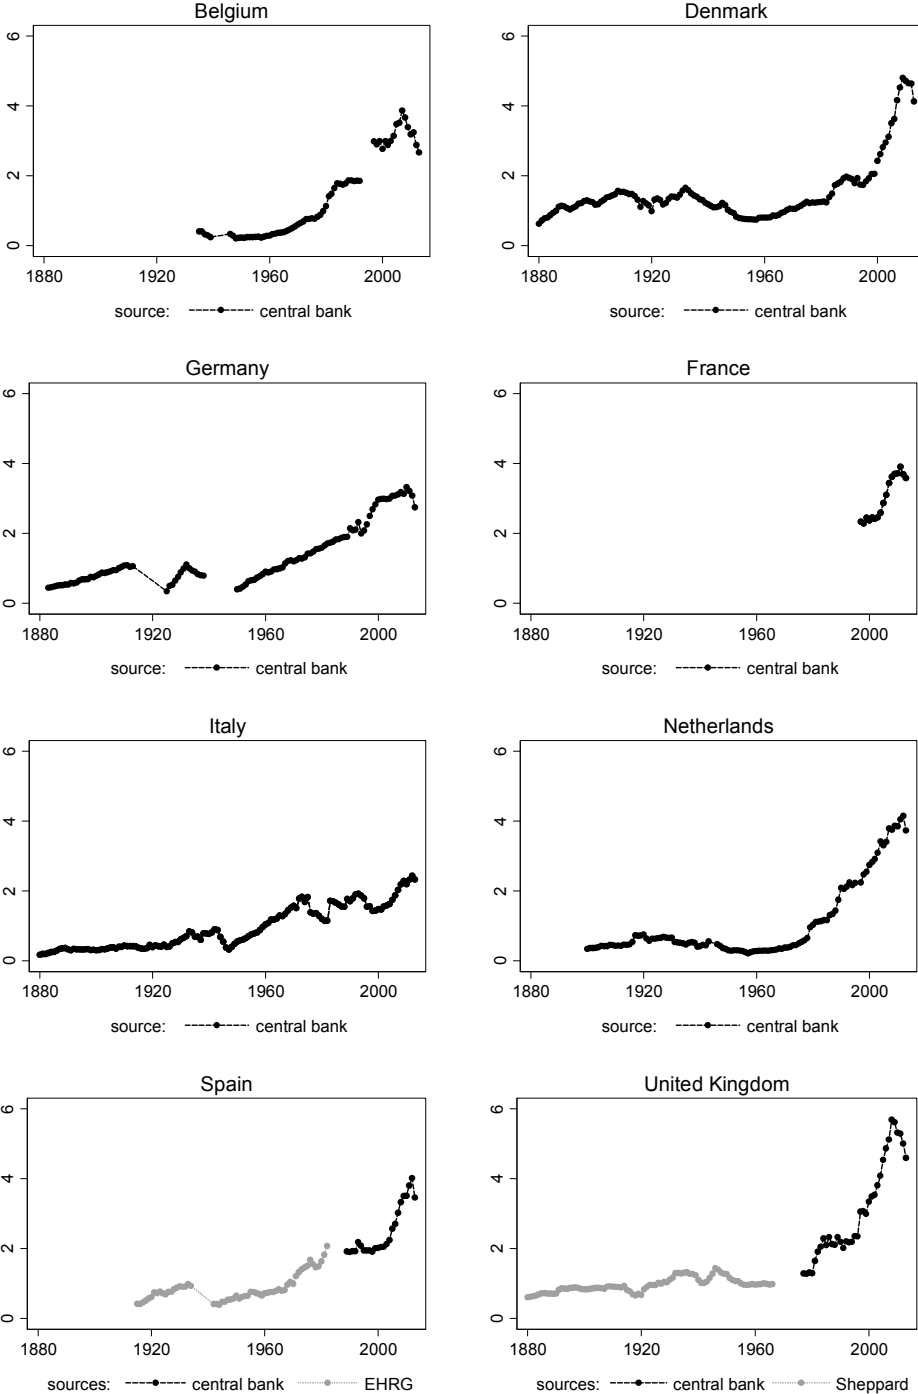 Belgium
6
4
2
0
1880 1920 1960 2000
source: central bank
Denmark
6
4
2
0
1880 1920 1960 2000
source: central bank
Germany
6
4
2
0
1880 1920 1960 2000
source: central bank
France
6
4
2
0
1880 1920 1960 2000
source: central bank
Italy
6
4
2
0
1880 1920 1960 2000
source: central bank
Netherlands
6
4
2
0
1880 1920 1960 2000
source: central bank
Spain
6
4
2
0
1880 1920 1960 2000
sources: central bank EHRG
United Kingdom
6
4
2
0
1880 1920 1960 2000
sources: central bank Sheppard